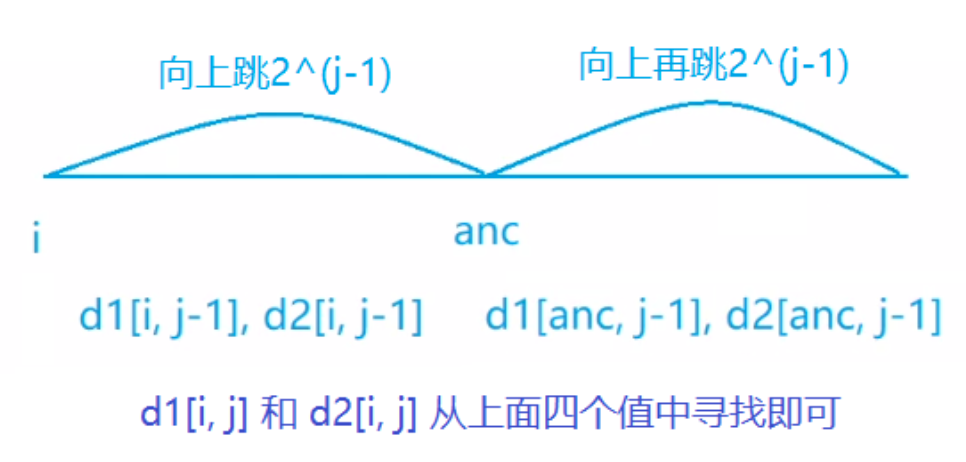 向上跳2^(j-1) 向上再跳2^(j-1)
i anc
d1[i, j-1], d2[i, j-1] d1[anc, j-1], d2[anc, j-1]
d1[i, j] 和 d2[i, j] 从上面四个值中寻找即可